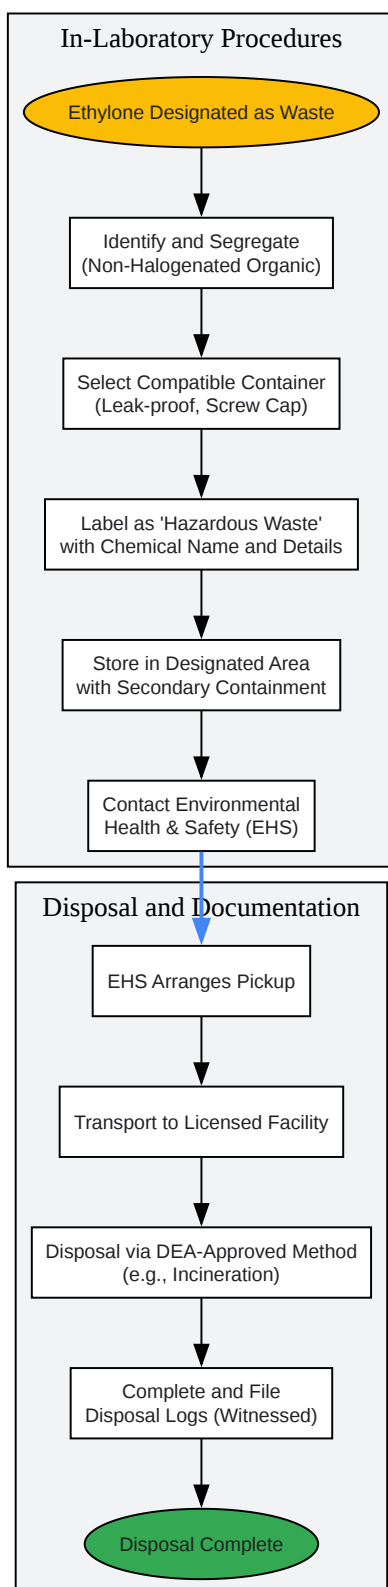 In-Laboratory Procedures
Ethylone Designated as Waste
Identify and Segregate
(Non-Halogenated Organic)
Select Compatible Container
(Leak-proof, Screw Cap)
Label as 'Hazardous Waste'
with Chemical Name and Details
Store in Designated Area
with Secondary Containment
Contact Environmental
Health & Safety (EHS)
Disposal and Documentation
EHS Arranges Pickup
Transport to Licensed Facility
Disposal via DEA-Approved Method
(e.g., Incineration)
Complete and File
Disposal Logs (Witnessed)
Disposal Complete